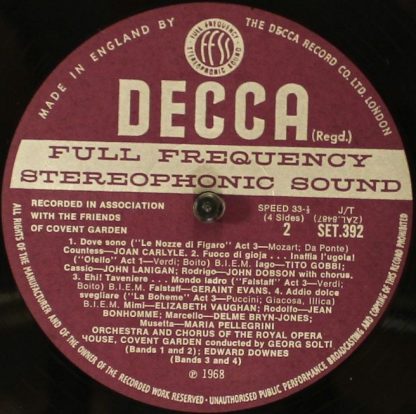 MADE IN ENGLAND BY
THE DECCA RECORD CO. LTD. LONDON
FULL FREQUENCY
FFSS
STEREOPHONIC SOUND
DECCA (Regd.)
FULL FREQUENCY
STEREOPHONIC SOUND
RECORDED IN ASSOCIATION
WITH THE FRIENDS
OF COVENT GARDEN
SPEED 33-⅓
(4 Sides)
2
J/T
(ZAL.8487)
SET.392
1. Dove sono ("Le Nozze di Figaro" Act 3—Mozart; Da Ponte)
Countess—JOAN CARLYLE. 2. Fuoco di gioja . . . Inaffia l'ugola!
("Otello" Act 1—Verdi; Boito) B.I.E.M. Iago—TITO GOBBI;
Cassio—JOHN LANIGAN; Rodrigo—JOHN DOBSON with chorus.
3. Ehi! Taverniere . . . Mondo ladro ("Falstaff" Act 3—Verdi;
Boito) B.I.E.M. Falstaff—GERAINT EVANS. 4. Addio dolce
svegliare ("La Boheme" Act 3—Puccini; Giacosa, Illica)
B.I.E.M. Mimi—ELIZABETH VAUGHAN; Rodolfo—JEAN
BONHOMME; Marcello—DELME BRYN-JONES;
Musetta—MARIA PELLEGRINI
ORCHESTRA AND CHORUS OF THE ROYAL OPERA
HOUSE, COVENT GARDEN conducted by GEORG SOLTI
(Bands 1 and 2); EDWARD DOWNES
(Bands 3 and 4)
℗ 1968
ALL RIGHTS OF THE MANUFACTURER AND OF THE OWNER OF THE RECORDED WORK RESERVED · UNAUTHORISED PUBLIC PERFORMANCE BROADCASTING AND COPYING OF THIS RECORD PROHIBITED